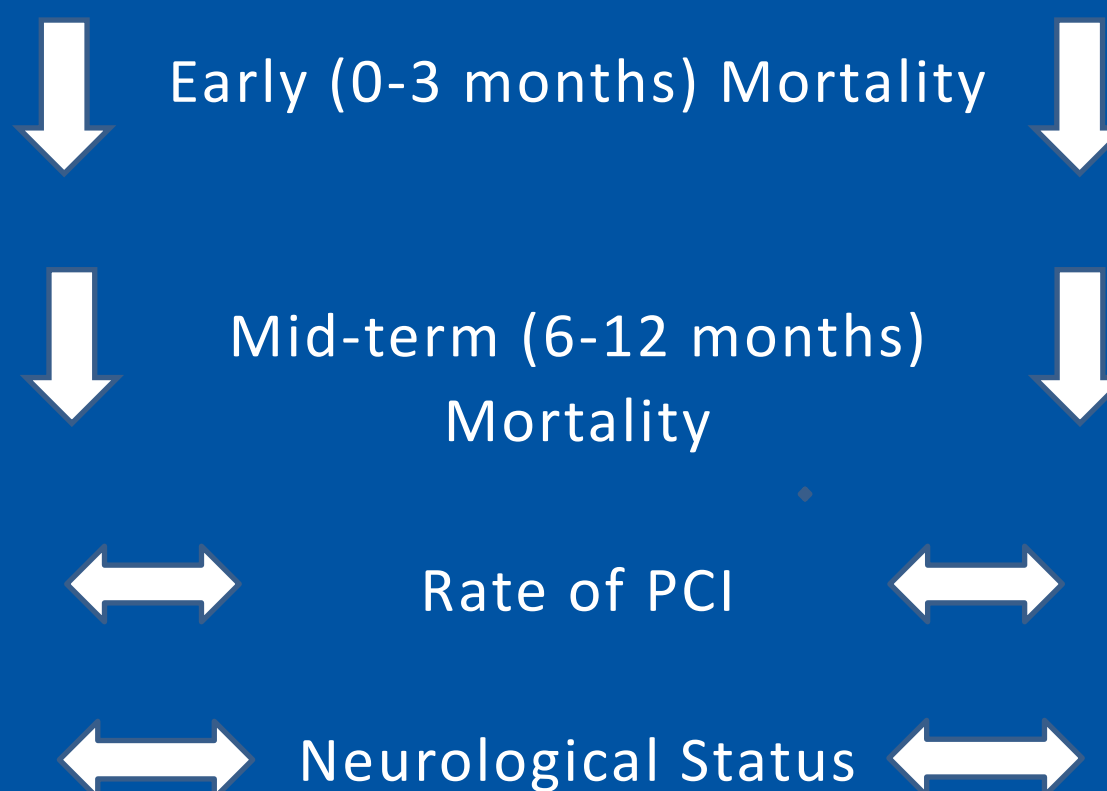 Early (0-3 months) Mortality
Mid-term (6-12 months)
Mortality
Rate of PCI
Neurological Status